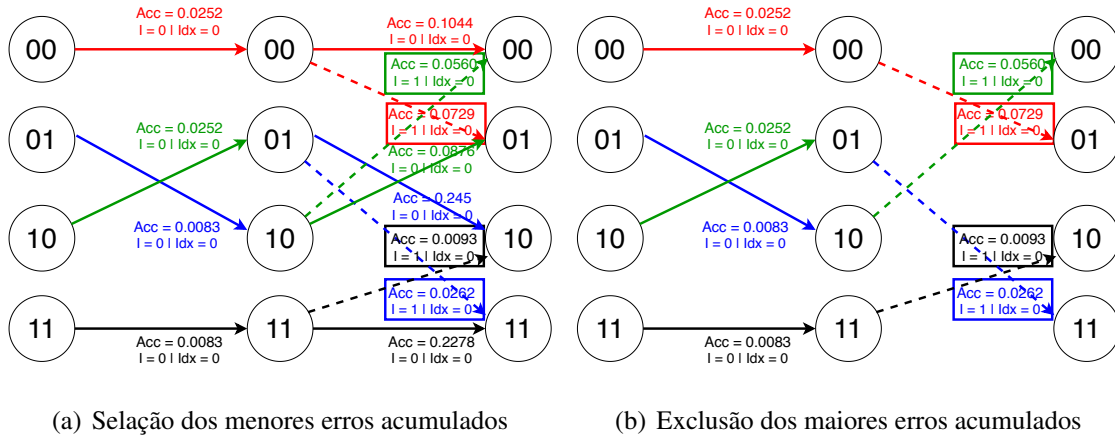 Acc = 0.0252
I = 0 | Idx = 0
Acc = 0.1044
I = 0 | Idx = 0
00
00
00
Acc = 0.0560
I = 1 | Idx = 0
Acc = 0.0252
I = 0 | Idx = 0
Acc = 0.0729
I = 1 | Idx = 0
01
01
01
Acc = 0.0876
I = 0 | Idx = 0
Acc = 0.245
I = 0 | Idx = 0
Acc = 0.0083
I = 0 | Idx = 0
10
10
10
Acc = 0.0093
I = 1 | Idx = 0
Acc = 0.0262
I = 1 | Idx = 0
11
11
11
Acc = 0.0083
I = 0 | Idx = 0
Acc = 0.2278
I = 0 | Idx = 0
(a) Selação dos menores erros acumulados
Acc = 0.0252
I = 0 | Idx = 0
00
00
00
Acc = 0.0560
I = 1 | Idx = 0
Acc = 0.0252
I = 0 | Idx = 0
Acc = 0.0729
I = 1 | Idx = 0
01
01
01
Acc = 0.0083
I = 0 | Idx = 0
10
10
10
Acc = 0.0093
I = 1 | Idx = 0
Acc = 0.0262
I = 1 | Idx = 0
11
11
11
Acc = 0.0083
I = 0 | Idx = 0
(b) Exclusão dos maiores erros acumulados